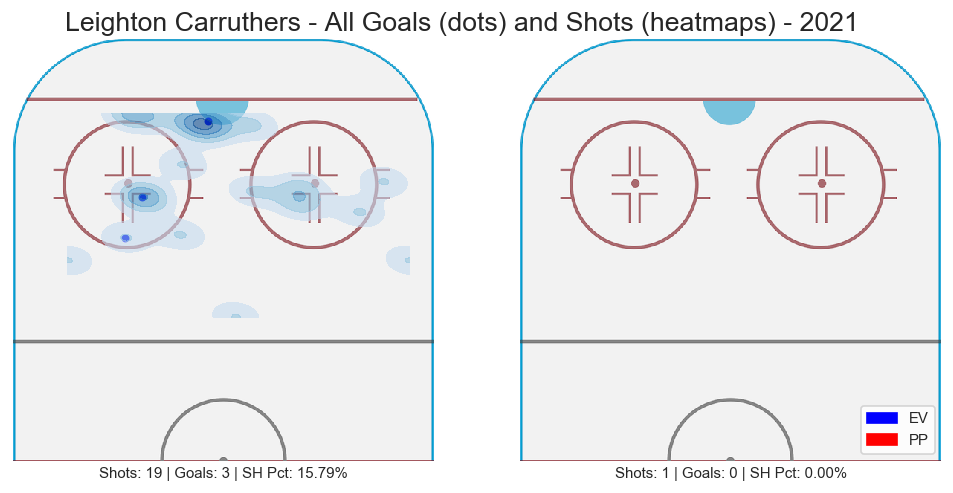 Leighton Carruthers - All Goals (dots) and Shots (heatmaps) - 2021
EV
PP
Shots: 19 | Goals: 3 | SH Pct: 15.79%
Shots: 1 | Goals: 0 | SH Pct: 0.00%